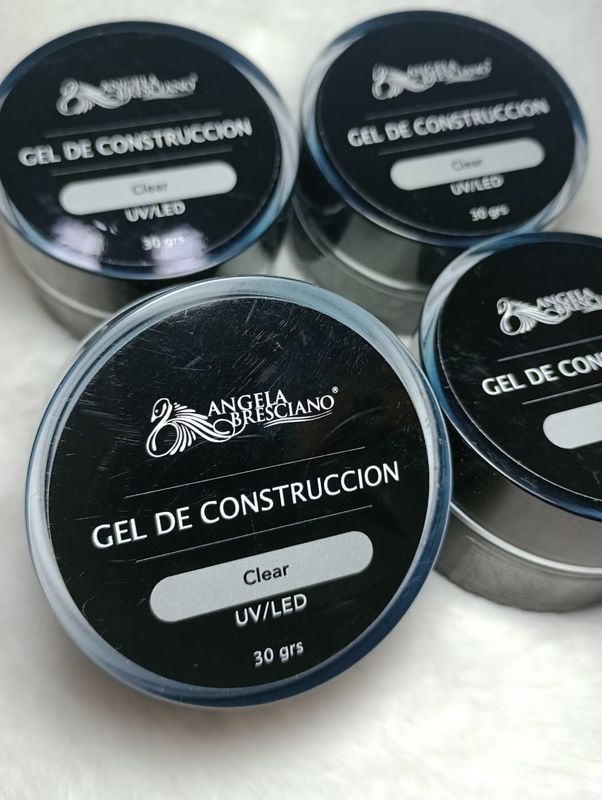 ANGELA
BRESCIANO®
GEL DE CONSTRUCCION
Clear
UV/LED
30 grs
ANGELA
BRESCIANO®
GEL DE CONSTRUCCION
Clear
UV/LED
30 grs
ANGELA
GEL DE CON
ANGELA
BRESCIANO®
GEL DE CONSTRUCCION
Clear
UV/LED
30 grs